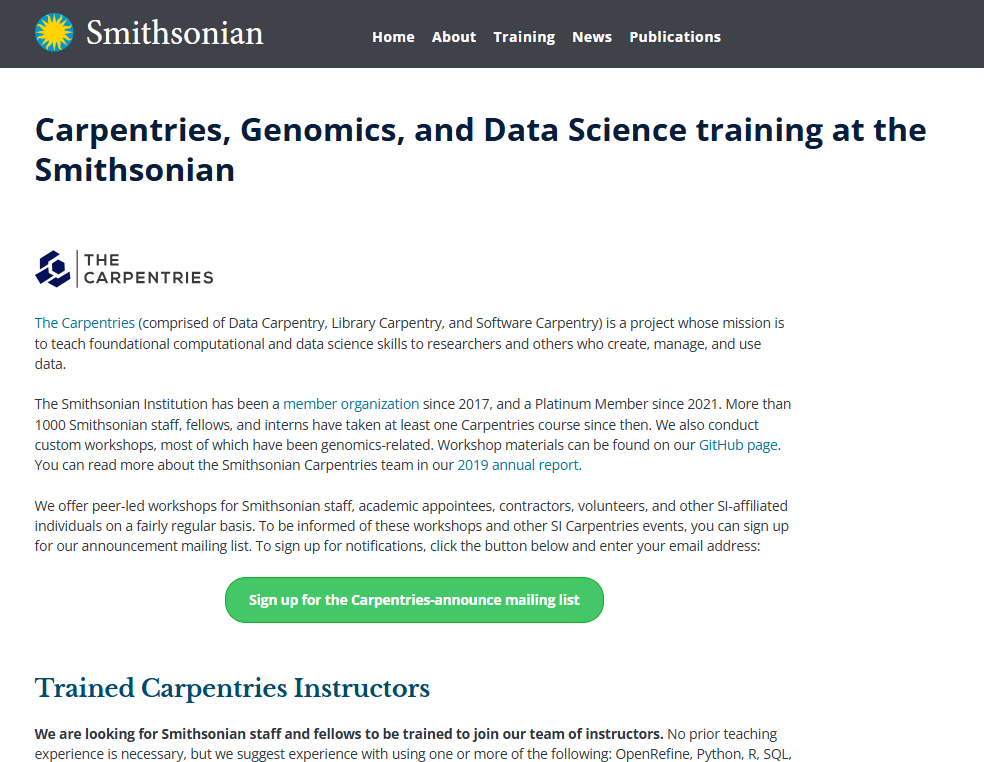 Smithsonian
Home About Training News Publications
Carpentries, Genomics, and Data Science training at the
Smithsonian
THE
CARPENTRIES
The Carpentries (comprised of Data Carpentry, Library Carpentry, and Software Carpentry) is a project whose mission is
to teach foundational computational and data science skills to researchers and others who create, manage, and use
data.
The Smithsonian Institution has been a member organization since 2017, and a Platinum Member since 2021. More than
1000 Smithsonian staff, fellows, and interns have taken at least one Carpentries course since then. We also conduct
custom workshops, most of which have been genomics-related. Workshop materials can be found on our GitHub page.
You can read more about the Smithsonian Carpentries team in our 2019 annual report.
We offer peer-led workshops for Smithsonian staff, academic appointees, contractors, volunteers, and other SI-affiliated
individuals on a fairly regular basis. To be informed of these workshops and other SI Carpentries events, you can sign up
for our announcement mailing list. To sign up for notifications, click the button below and enter your email address:
Sign up for the Carpentries-announce mailing list
Trained Carpentries Instructors
We are looking for Smithsonian staff and fellows to be trained to join our team of instructors. No prior teaching
experience is necessary, but we suggest experience with using one or more of the following: OpenRefine, Python, R, SQL,